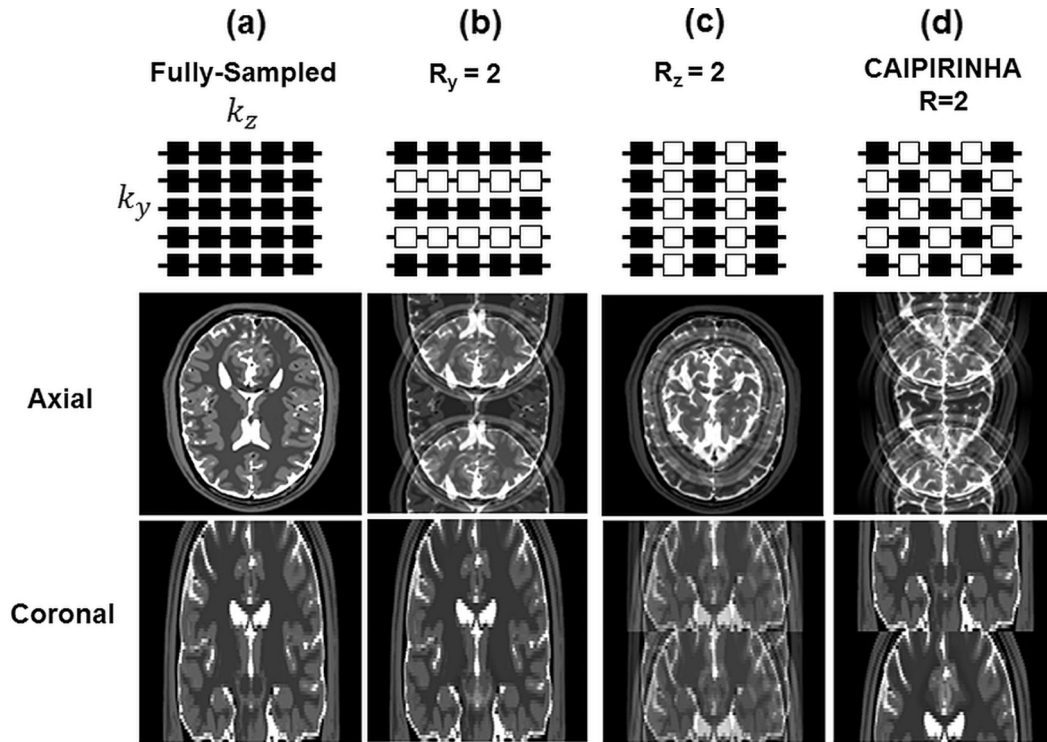 (a) (b) (c) (d)
Fully-Sampled R_y = 2 R_z = 2 CAIPIRINHA
R=2
k_z
k_y
Axial
Coronal